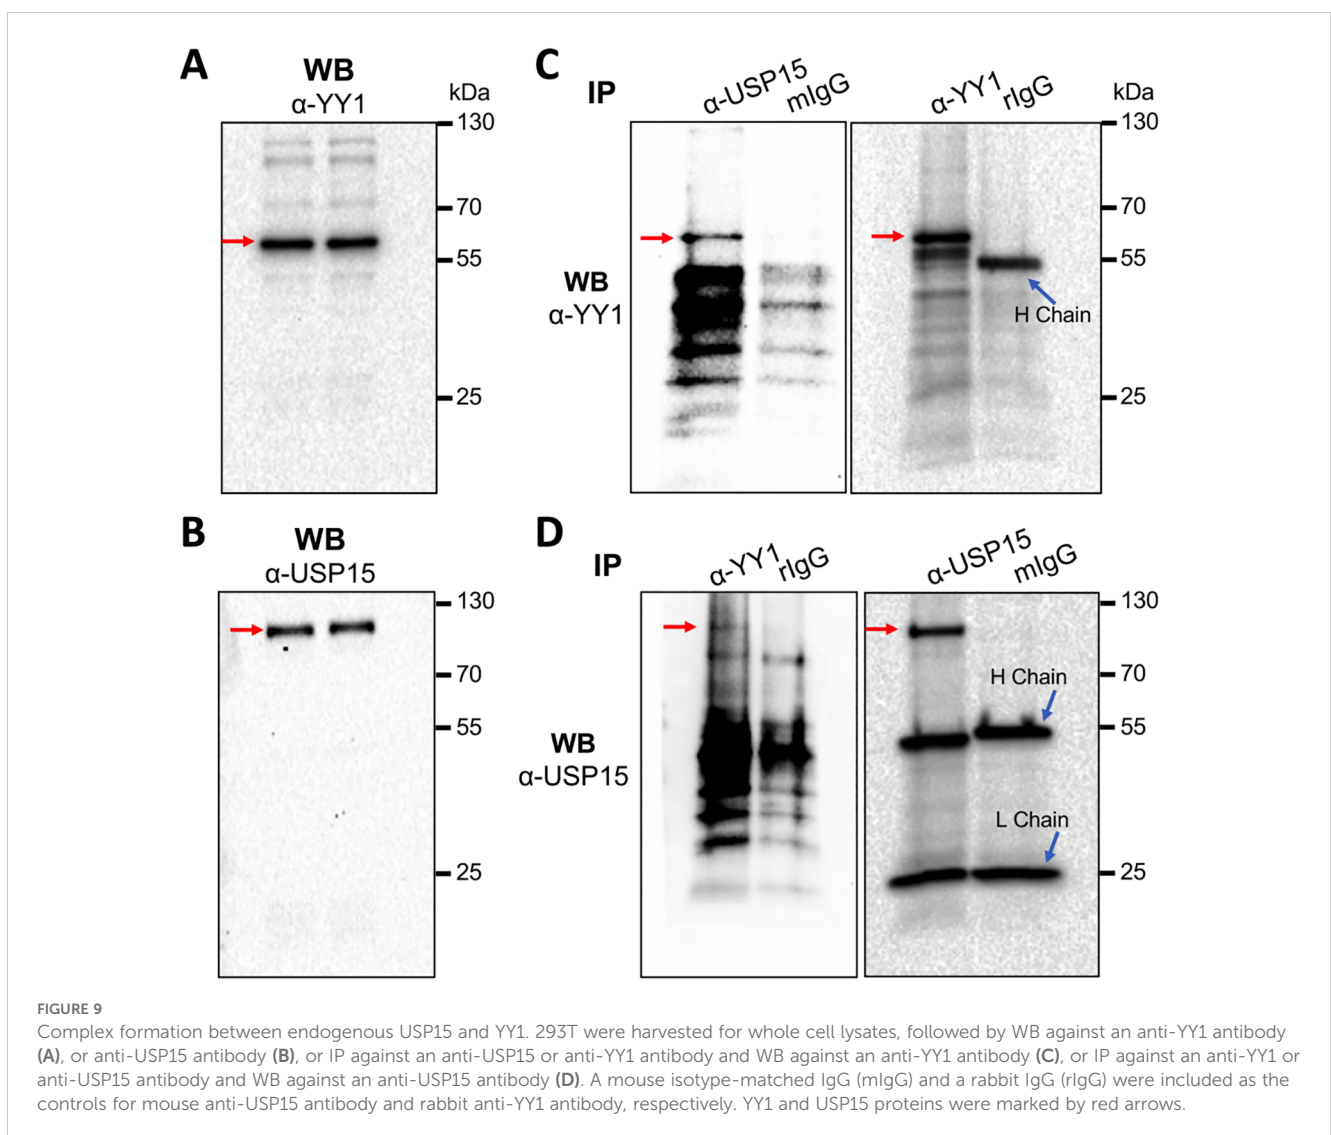 A
WB
α-YY1
kDa
130
70
55
25
B
WB
α-USP15
130
70
55
25
C
IP
α-USP15
mIgG
α-YY1
rIgG
kDa
130
70
55
25
WB
α-YY1
H Chain
D
IP
α-YY1
rIgG
α-USP15
mIgG
130
70
55
25
WB
α-USP15
H Chain
L Chain
FIGURE 9
Complex formation between endogenous USP15 and YY1. 293T were harvested for whole cell lysates, followed by WB against an anti-YY1 antibody
(A), or anti-USP15 antibody (B), or IP against an anti-USP15 or anti-YY1 antibody and WB against an anti-YY1 antibody (C), or IP against an anti-YY1 or
anti-USP15 antibody and WB against an anti-USP15 antibody (D). A mouse isotype-matched IgG (mIgG) and a rabbit IgG (rIgG) were included as the
controls for mouse anti-USP15 antibody and rabbit anti-YY1 antibody, respectively. YY1 and USP15 proteins were marked by red arrows.